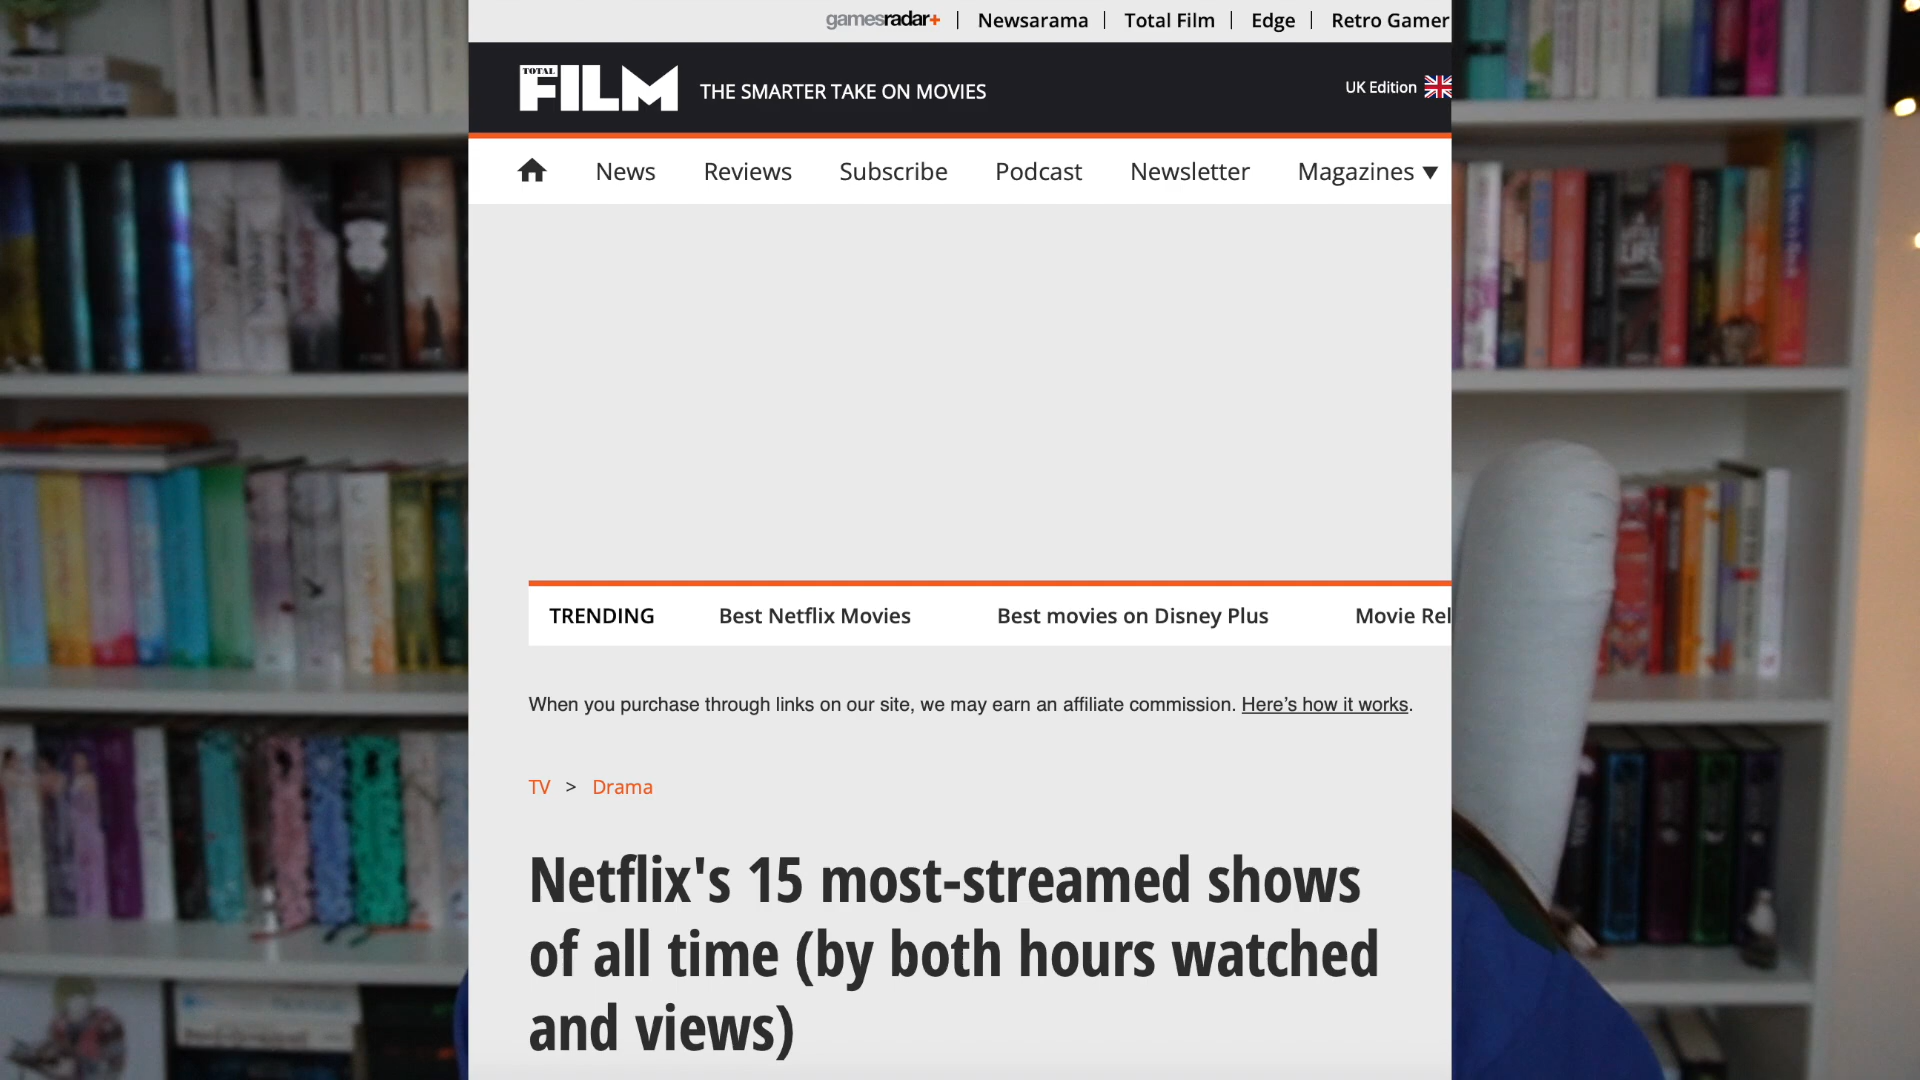 gamesradar+ | Newsarama | Total Film | Edge | Retro Gamer
TOTAL FILM THE SMARTER TAKE ON MOVIES UK Edition
News Reviews Subscribe Podcast Newsletter Magazines ▼
TRENDING Best Netflix Movies Best movies on Disney Plus Movie Rel
When you purchase through links on our site, we may earn an affiliate commission. Here’s how it works.
TV > Drama
Netflix's 15 most-streamed shows
of all time (by both hours watched
and views)